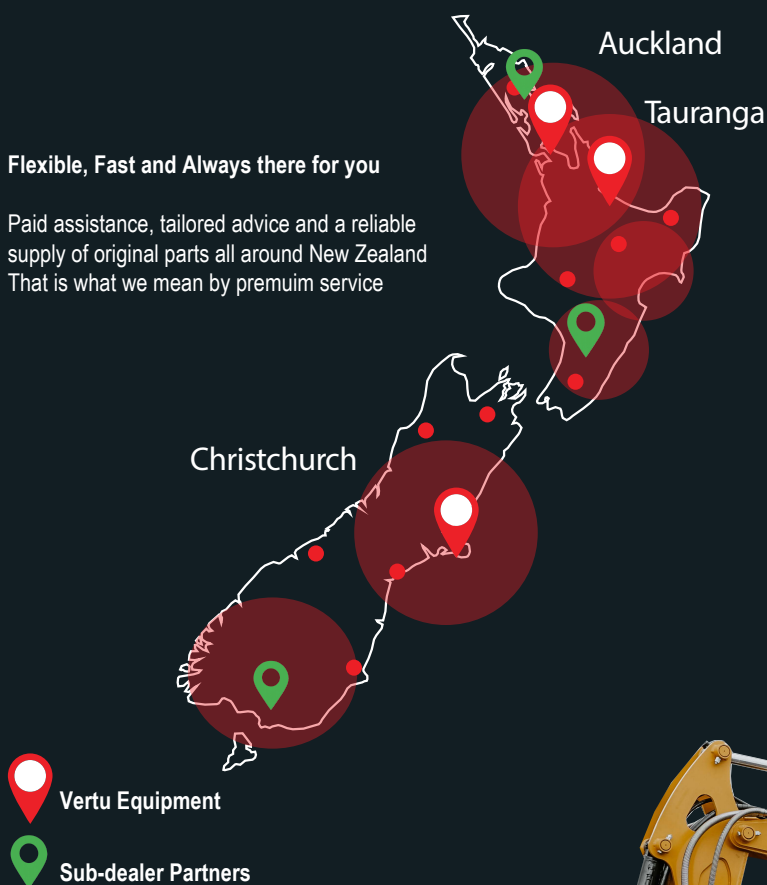 Auckland
Tauranga
Flexible, Fast and Always there for you
Paid assistance, tailored advice and a reliable
supply of original parts all around New Zealand
That is what we mean by premuim service
Christchurch
Vertu Equipment
Sub-dealer Partners